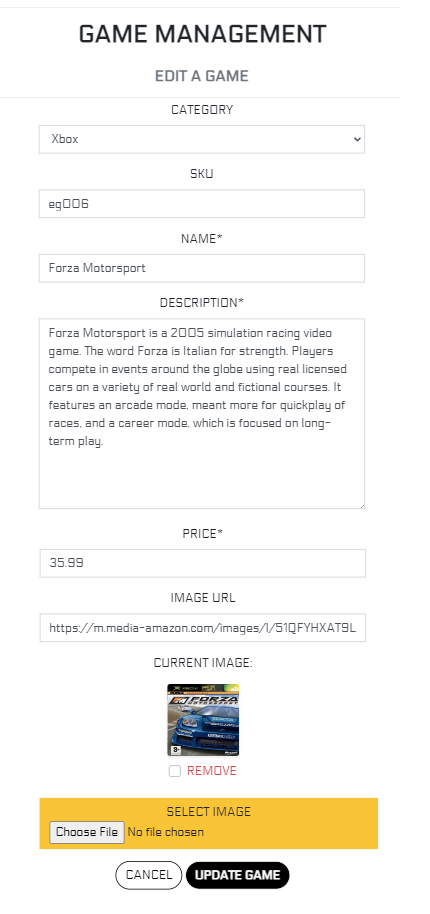 GAME MANAGEMENT
EDIT A GAME
CATEGORY
Xbox
SKU
eg006
NAME*
Forza Motorsport
DESCRIPTION*
Forza Motorsport is a 2005 simulation racing video
game. The word Forza is Italian for strength. Players
compete in events around the globe using real licensed
cars on a variety of real world and fictional courses. It
features an arcade mode, meant more for quickplay of
races, and a career mode, which is focused on long-
term play.
PRICE*
35.99
IMAGE URL
https://m.media-amazon.com/images/I/51QFYHXAT9L
CURRENT IMAGE:
XBOX
FORZA
MOTORSPORT
REMOVE
SELECT IMAGE
Choose File No file chosen
CANCEL UPDATE GAME